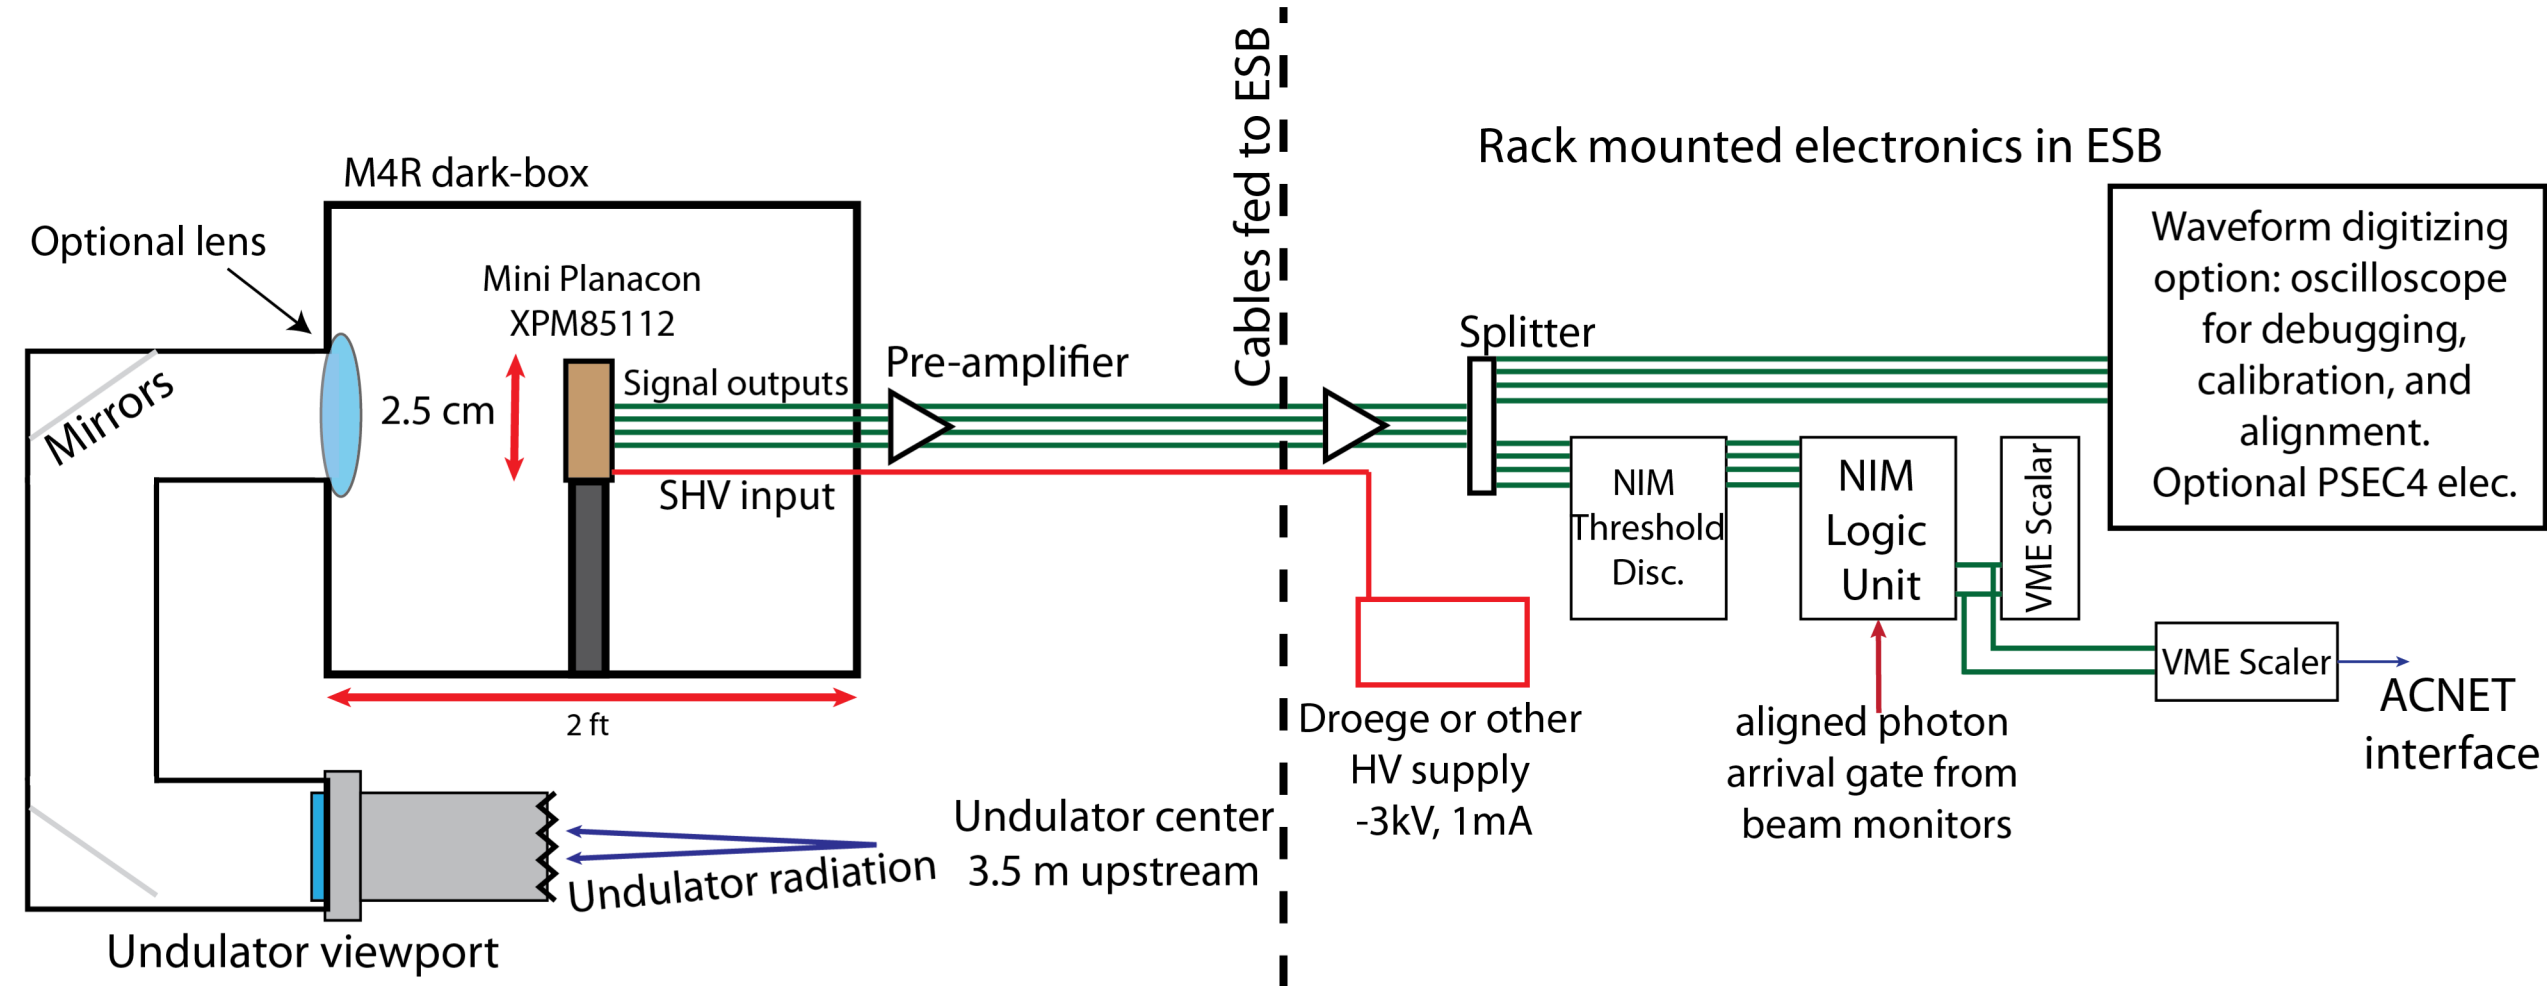 M4R dark-box
Optional lens
Mini Planacon
XPM85112
Mirrors
2.5 cm
Signal outputs
SHV input
2 ft
Pre-amplifier
Undulator radiation
Undulator center
3.5 m upstream
Undulator viewport
Cables fed to ESB
Rack mounted electronics in ESB
Splitter
NIM
Threshold
Disc.
NIM
Logic
Unit
VME Scalar
Waveform digitizing
option: oscilloscope
for debugging,
calibration, and
alignment.
Optional PSEC4 elec.
VME Scaler
ACNET
interface
Droege or other
HV supply
-3kV, 1mA
aligned photon
arrival gate from
beam monitors